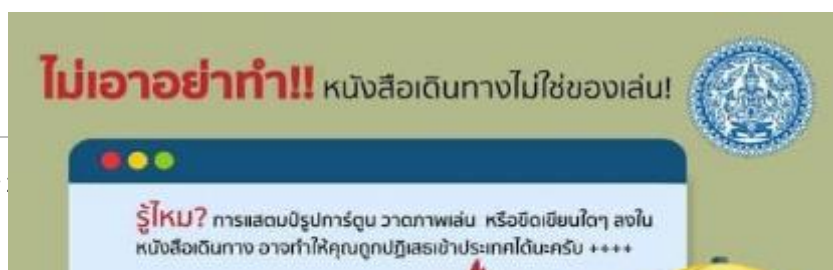 ไม่เอาอย่าทำ!! หนังสือเดินทางไม่ใช่ของเล่น!
รู้ไหม? การแสตมป์รูปการ์ตูน วาดภาพเล่น หรือขีดเขียนใดๆ ลงใน
หนังสือเดินทาง อาจทำให้คุณถูกปฏิเสธเข้าประเทศได้นะครับ ++++